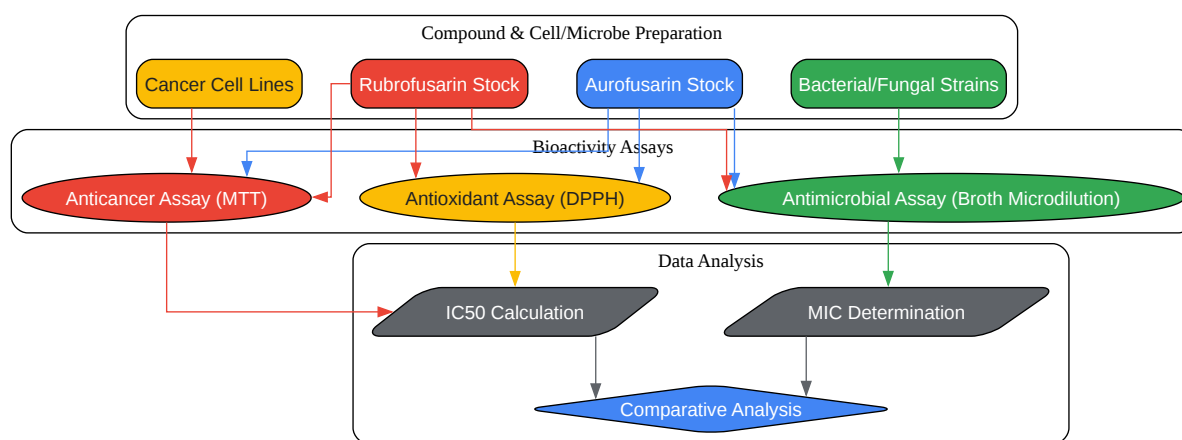 Compound & Cell/Microbe Preparation
Cancer Cell Lines
Rubrofusarin Stock
Aurofusarin Stock
Bacterial/Fungal Strains
Bioactivity Assays
Anticancer Assay (MTT)
Antioxidant Assay (DPPH)
Antimicrobial Assay (Broth Microdilution)
Data Analysis
IC50 Calculation
MIC Determination
Comparative Analysis